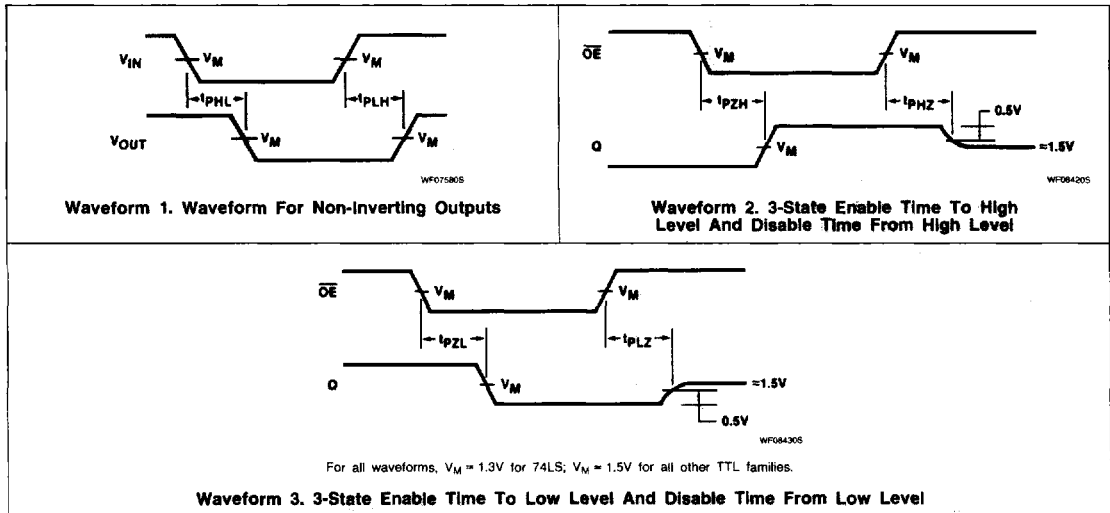 V_IN
V_M
V_M
t_PHL
t_PLH
V_OUT
V_M
V_M
WF07580S
Waveform 1. Waveform For Non-Inverting Outputs
O̅E̅
V_M
V_M
t_PZH
t_PHZ
0.5V
Q
V_M
≈1.5V
WF08420S
Waveform 2. 3-State Enable Time To High
Level And Disable Time From High Level
O̅E̅
V_M
V_M
t_PZL
t_PLZ
Q
V_M
≈1.5V
0.5V
WF08430S
For all waveforms, V_M = 1.3V for 74LS; V_M = 1.5V for all other TTL families.
Waveform 3. 3-State Enable Time To Low Level And Disable Time From Low Level